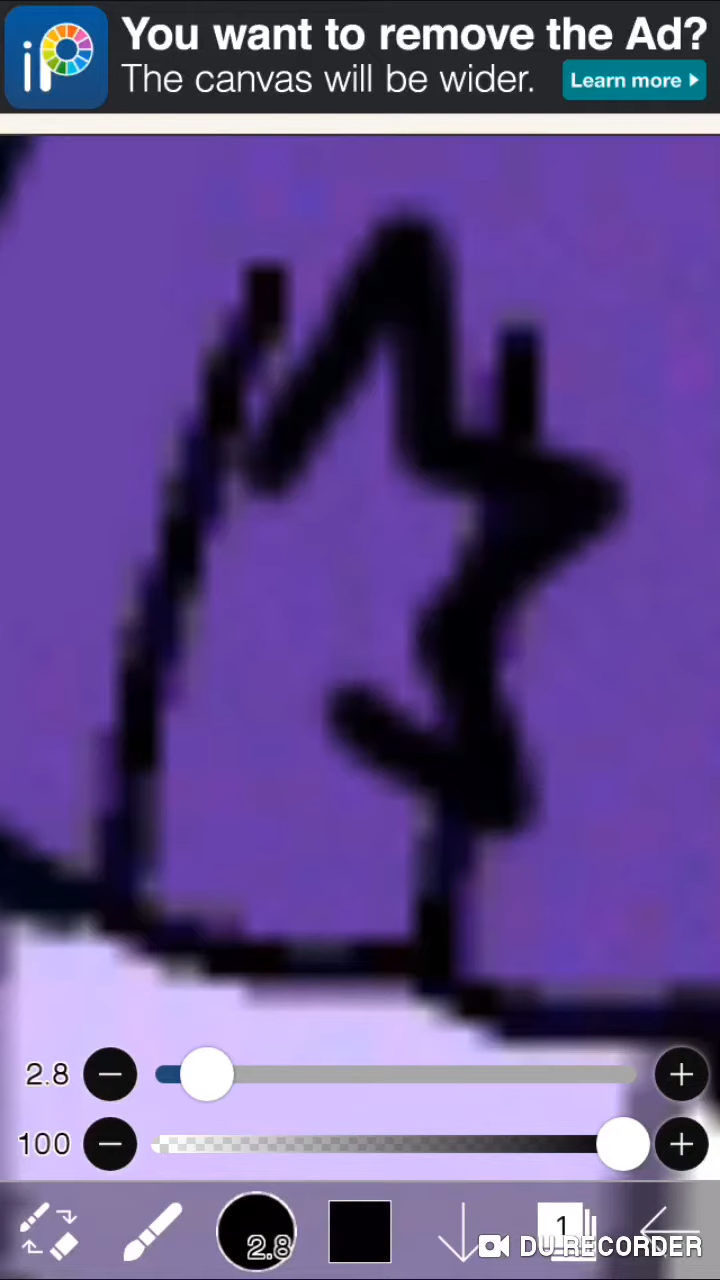 iP
You want to remove the Ad?
The canvas will be wider.
Learn more
2.8
100
2.8
1
DU RECORDER